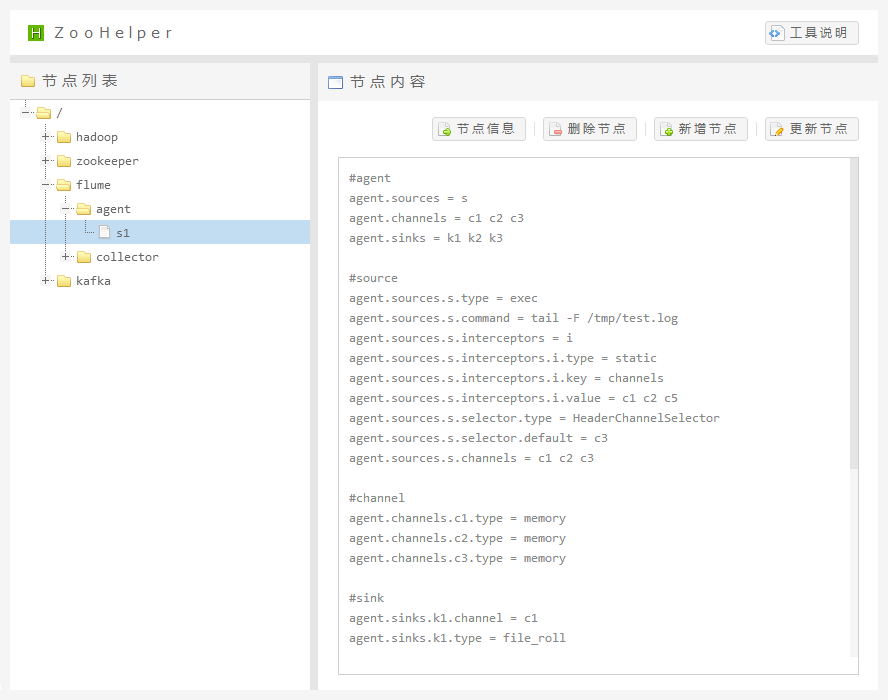 H ZooHelper
工具说明
节点列表
/
hadoop
zookeeper
flume
agent
s1
collector
kafka
节点内容
节点信息
删除节点
新增节点
更新节点
#agent
agent.sources = s
agent.channels = c1 c2 c3
agent.sinks = k1 k2 k3
#source
agent.sources.s.type = exec
agent.sources.s.command = tail -F /tmp/test.log
agent.sources.s.interceptors = i
agent.sources.s.interceptors.i.type = static
agent.sources.s.interceptors.i.key = channels
agent.sources.s.interceptors.i.value = c1 c2 c5
agent.sources.s.selector.type = HeaderChannelSelector
agent.sources.s.selector.default = c3
agent.sources.s.channels = c1 c2 c3
#channel
agent.channels.c1.type = memory
agent.channels.c2.type = memory
agent.channels.c3.type = memory
#sink
agent.sinks.k1.channel = c1
agent.sinks.k1.type = file_roll